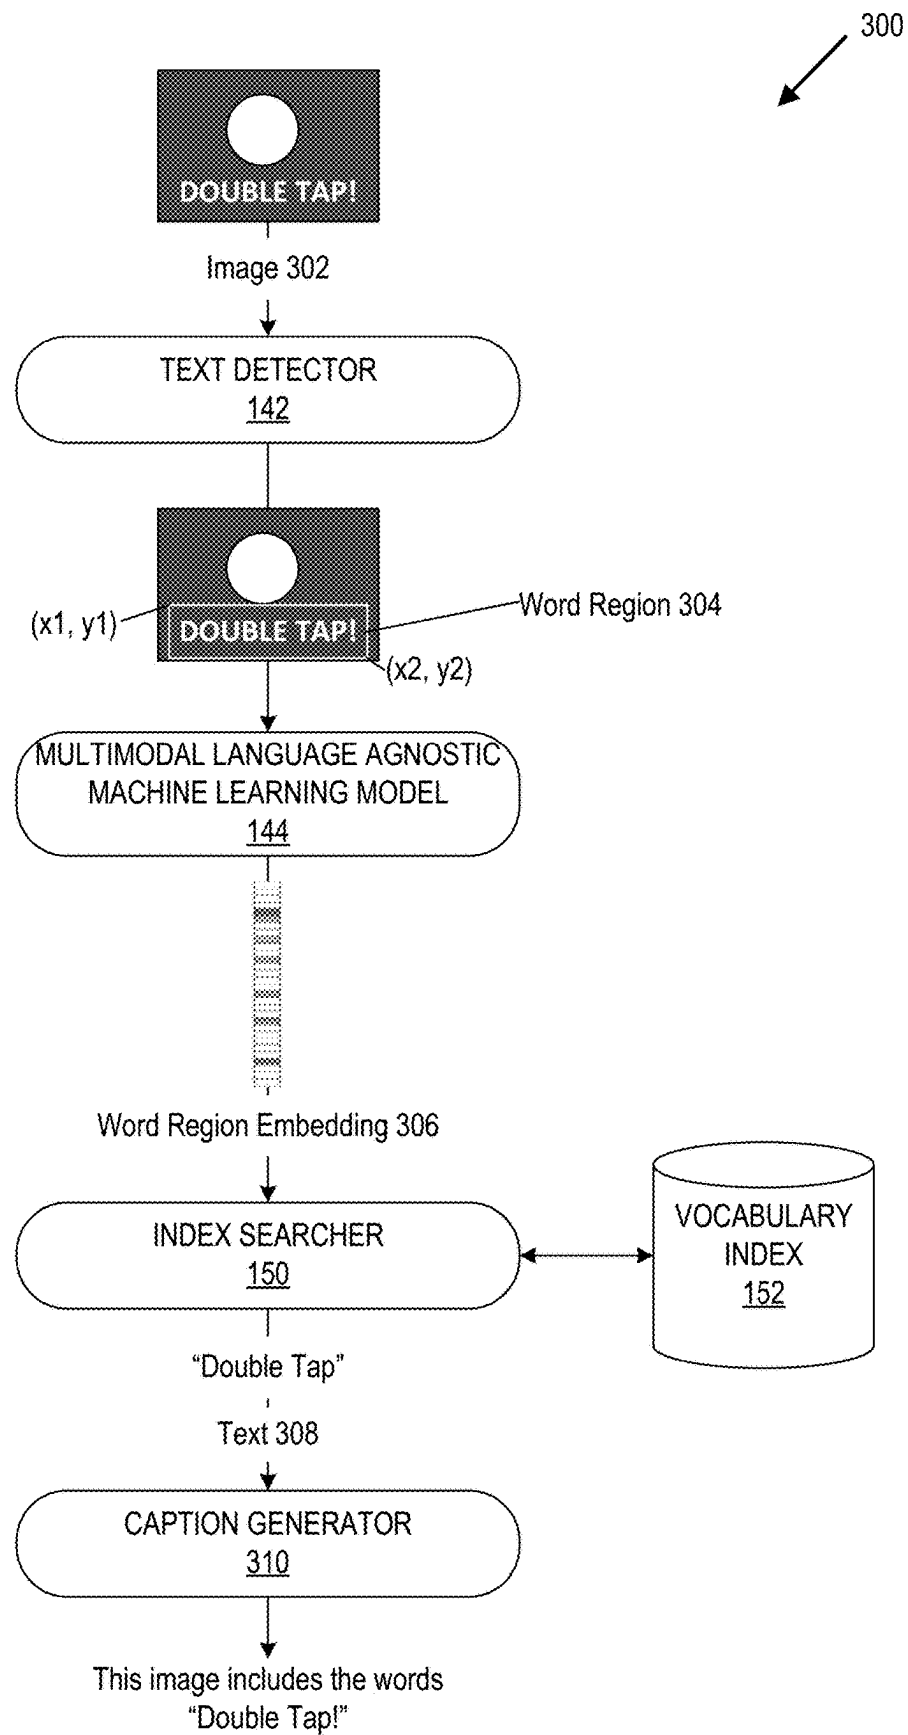 300
DOUBLE TAP!
Image 302
TEXT DETECTOR
142
(x1, y1)
DOUBLE TAP!
Word Region 304
(x2, y2)
MULTIMODAL LANGUAGE AGNOSTIC
MACHINE LEARNING MODEL
144
Word Region Embedding 306
INDEX SEARCHER
150
VOCABULARY
INDEX
152
“Double Tap”
Text 308
CAPTION GENERATOR
310
This image includes the words
“Double Tap!”